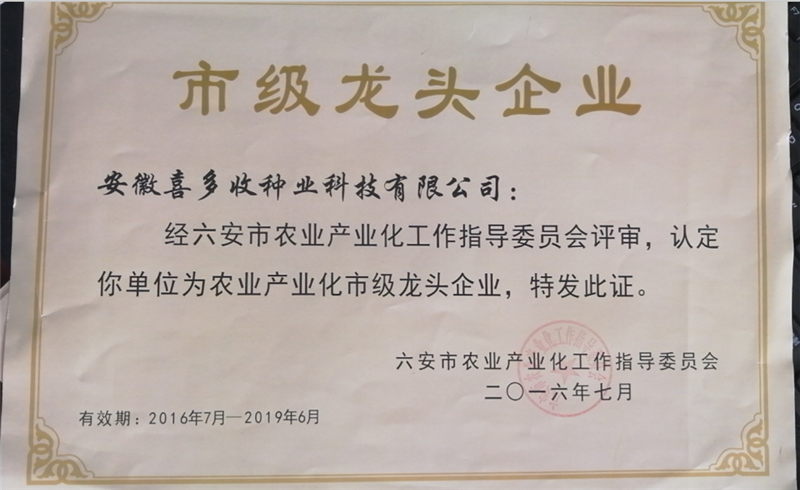 市级龙头企业
安徽喜多收种业科技有限公司：
经六安市农业产业化工作指导委员会评审，认定
你单位为农业产业化市级龙头企业，特发此证。
六安市农业产业化工作指导委员会
二〇一六年七月
有效期：2016年7月—2019年6月